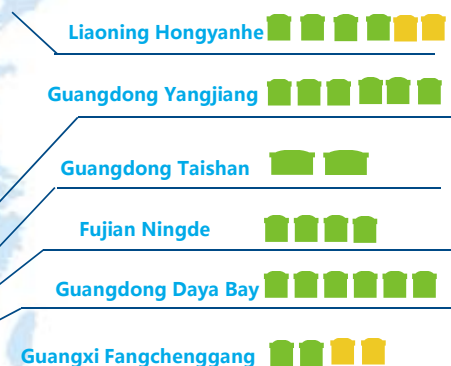 Liaoning Hongyanhe
Guangdong Yangjiang
Guangdong Taishan
Fujian Ningde
Guangdong Daya Bay
Guangxi Fangchenggang